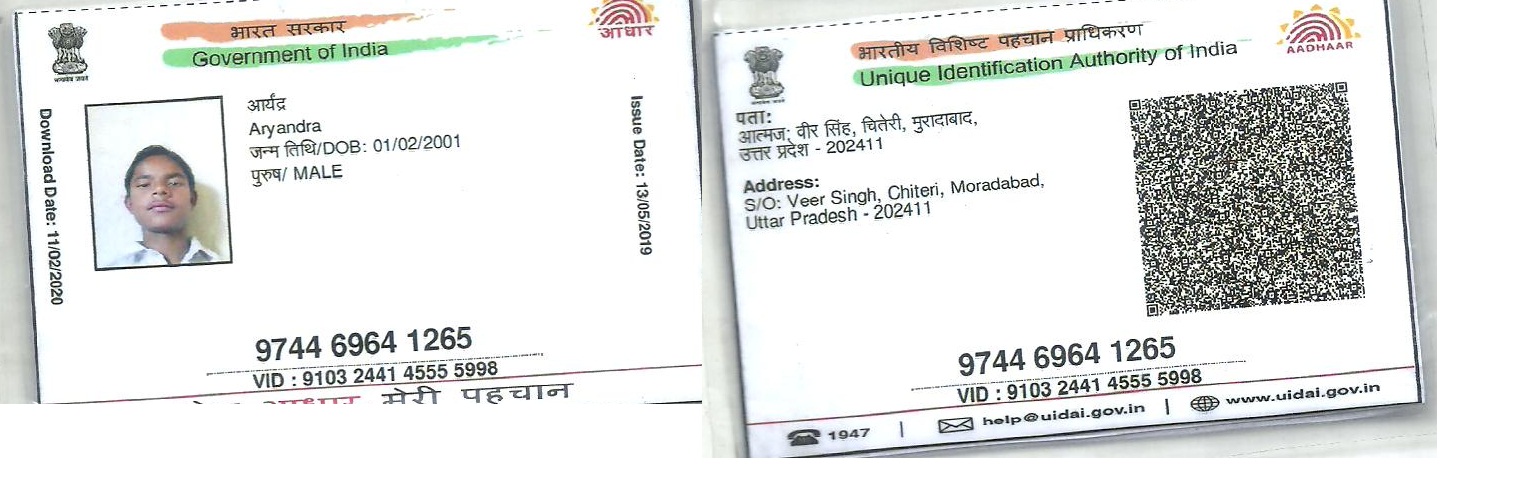 भारत सरकार
Government of India
आधार
Download Date: 11/02/2020
आर्यंद्र
Aryandra
जन्म तिथि/DOB: 01/02/2001
पुरुष/ MALE
Issue Date: 13/05/2019
9744 6964 1265
VID : 9103 2441 4555 5998
आधार मेरी पहचान
भारतीय विशिष्ट पहचान प्राधिकरण
Unique Identification Authority of India
AADHAAR
पता:
आत्मज: वीर सिंह, चितेरी, मुरादाबाद,
उत्तर प्रदेश - 202411
Address:
S/O: Veer Singh, Chiteri, Moradabad,
Uttar Pradesh - 202411
9744 6964 1265
VID : 9103 2441 4555 5998
1947 | help@uidai.gov.in | www.uidai.gov.in